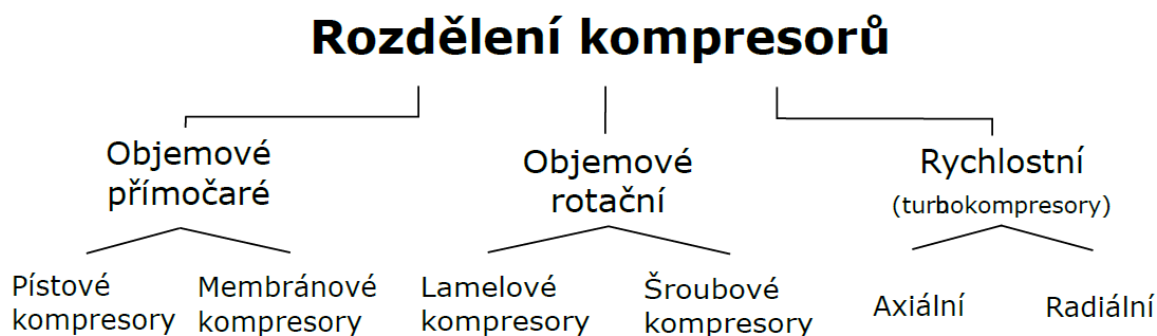 Rozdělení kompresorů
Objemové
přímočaré
Objemové
rotační
Rychlostní
(turbokompresory)
Pístové
kompresory
Membránové
kompresory
Lamelové
kompresory
Šroubové
kompresory
Axiální
Radiální